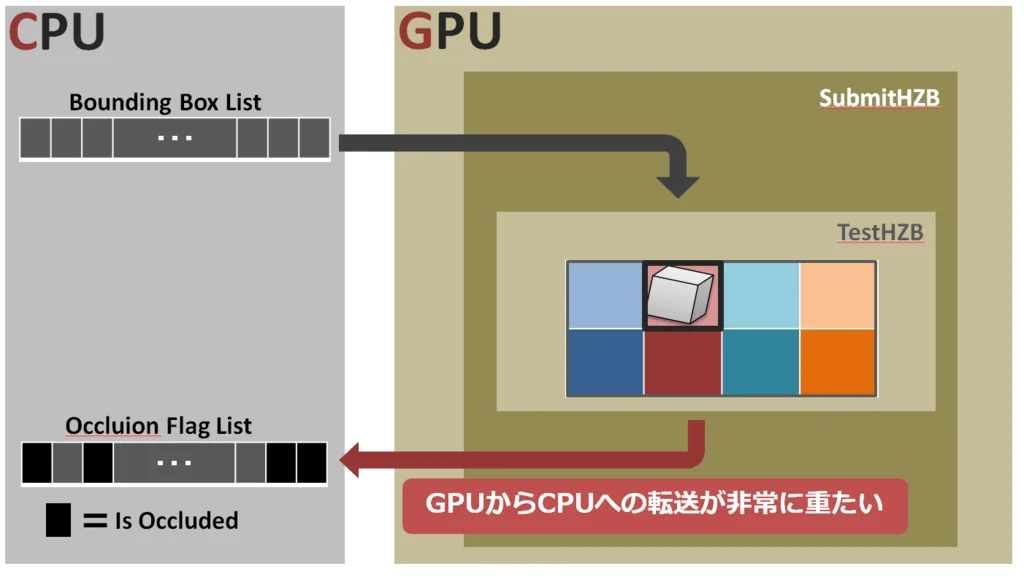 CPU
Bounding Box List
...
Occluion Flag List
...
= Is Occluded
GPU
SubmitHZB
TestHZB
GPUからCPUへの転送が非常に重たい